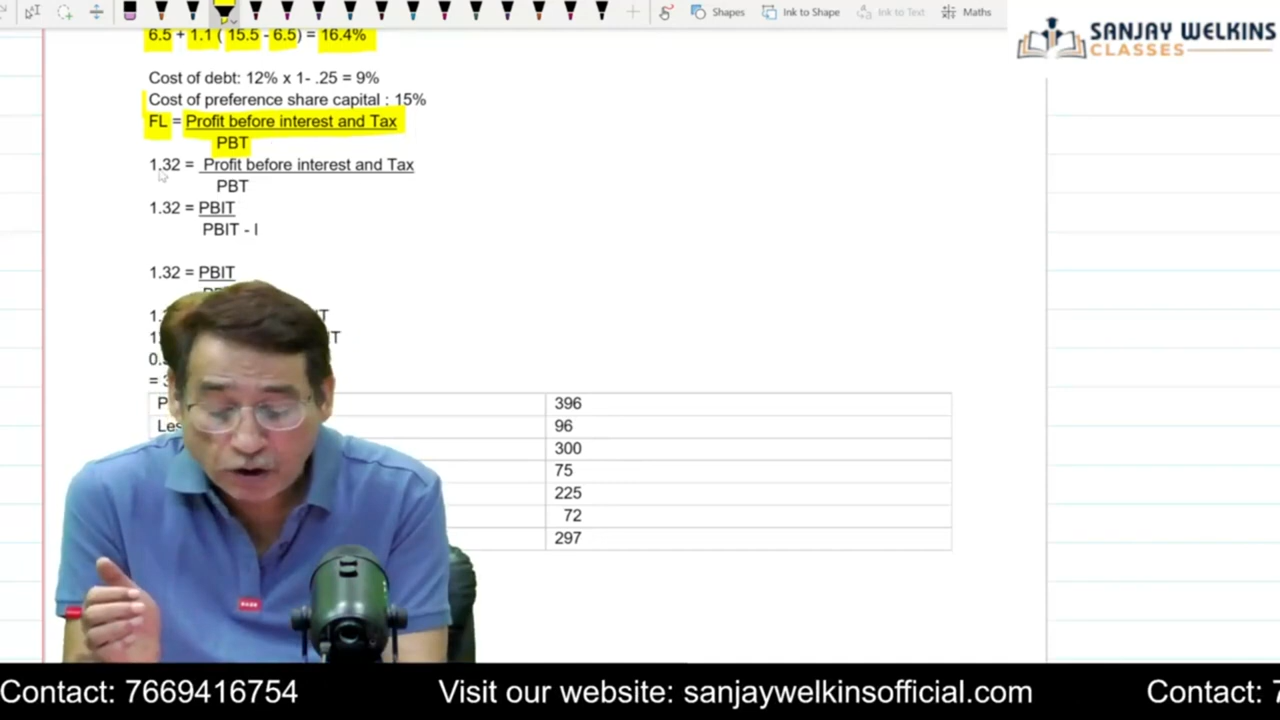 Shapes
Ink to Shape
Ink to Text
Maths
SANJAY WELKINS
CLASSES
6.5 + 1.1 ( 15.5 - 6.5) = 16.4%
Cost of debt: 12% x 1- .25 = 9%
Cost of preference share capital : 15%
FL = Profit before interest and Tax
PBT
1.32 = Profit before interest and Tax
PBT
1.32 = PBIT
PBIT - I
1.32 = PBIT
396
96
300
75
225
72
297
Contact: 7669416754 Visit our website: sanjaywelkinsofficial.com Contact: